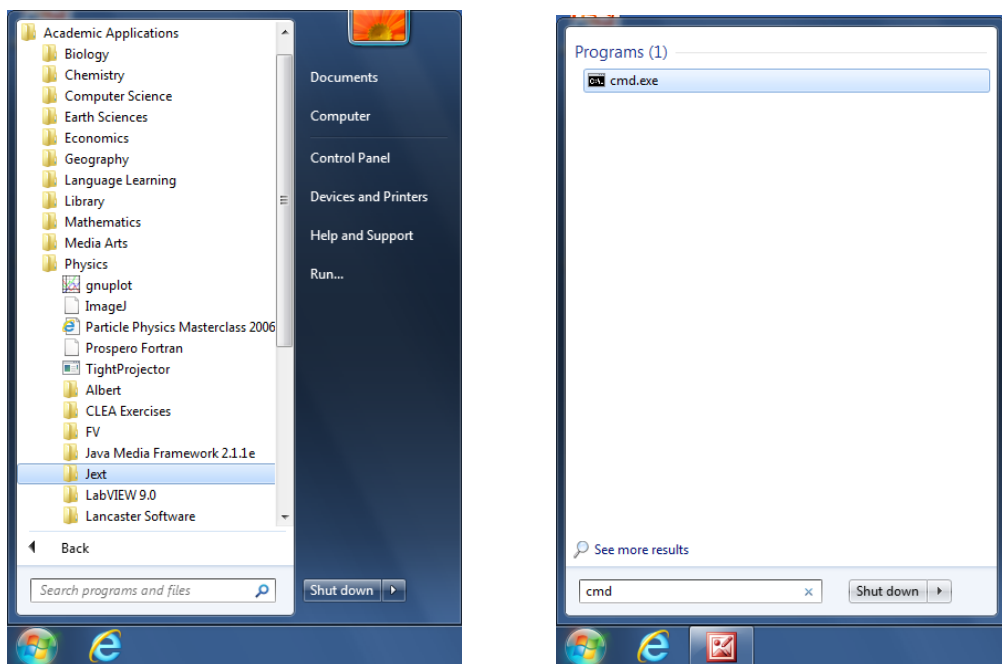 Academic Applications
Biology
Chemistry
Computer Science
Earth Sciences
Economics
Geography
Language Learning
Library
Mathematics
Media Arts
Physics
gnuplot
ImageJ
Particle Physics Masterclass 2006
Prospero Fortran
TightProjector
Albert
CLEA Exercises
FV
Java Media Framework 2.1.1e
Jext
LabVIEW 9.0
Lancaster Software
Back
Search programs and files
Documents
Computer
Control Panel
Devices and Printers
Help and Support
Run...
Shut down
Programs (1)
C:\.
cmd.exe
See more results
cmd
Shut down